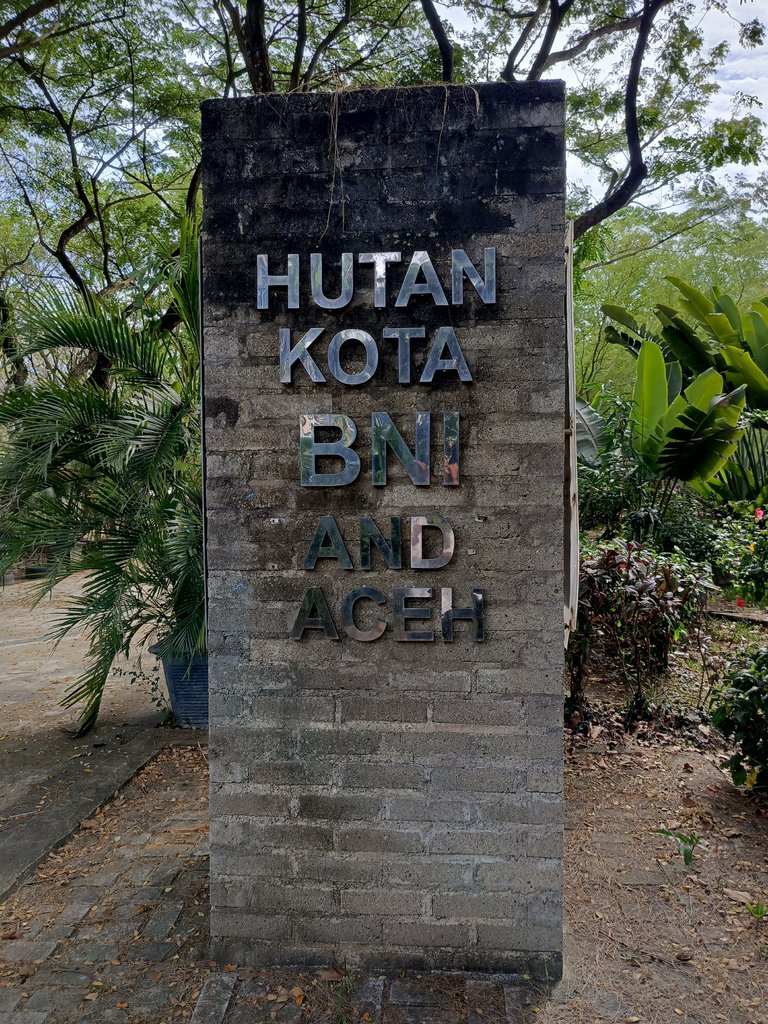 HUTAN
KOTA
BNI
AND
ACEH